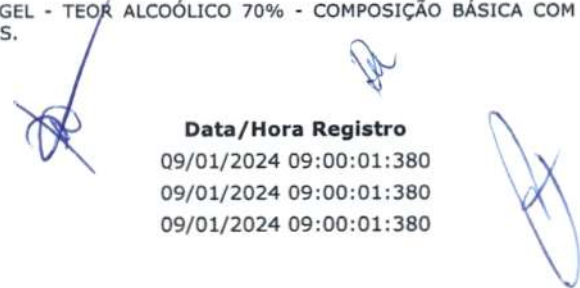 GEL - TEOR ALCOÓLICO 70% - COMPOSIÇÃO BÁSICA COM
S.
Data/Hora Registro
09/01/2024 09:00:01:380
09/01/2024 09:00:01:380
09/01/2024 09:00:01:380